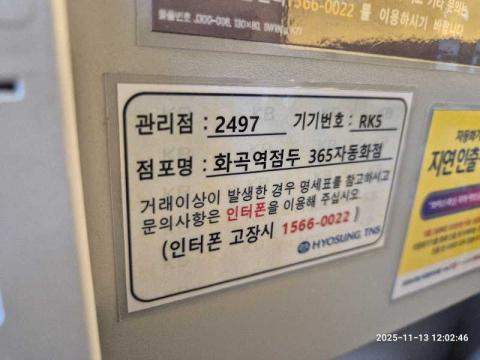 1566-0022 를 이용하시기 바랍니다.
관리점 : 2497 기기번호 : RK5
점포명 : 화곡역점두 365자동화점
거래이상이 발생한 경우 명세표를 참고하시고
문의사항은 인터폰을 이용해 주십시오.
(인터폰 고장시 1566-0022 )
HYOSUNG TNS
자동화기
지연인출
2025-11-13 12:02:46